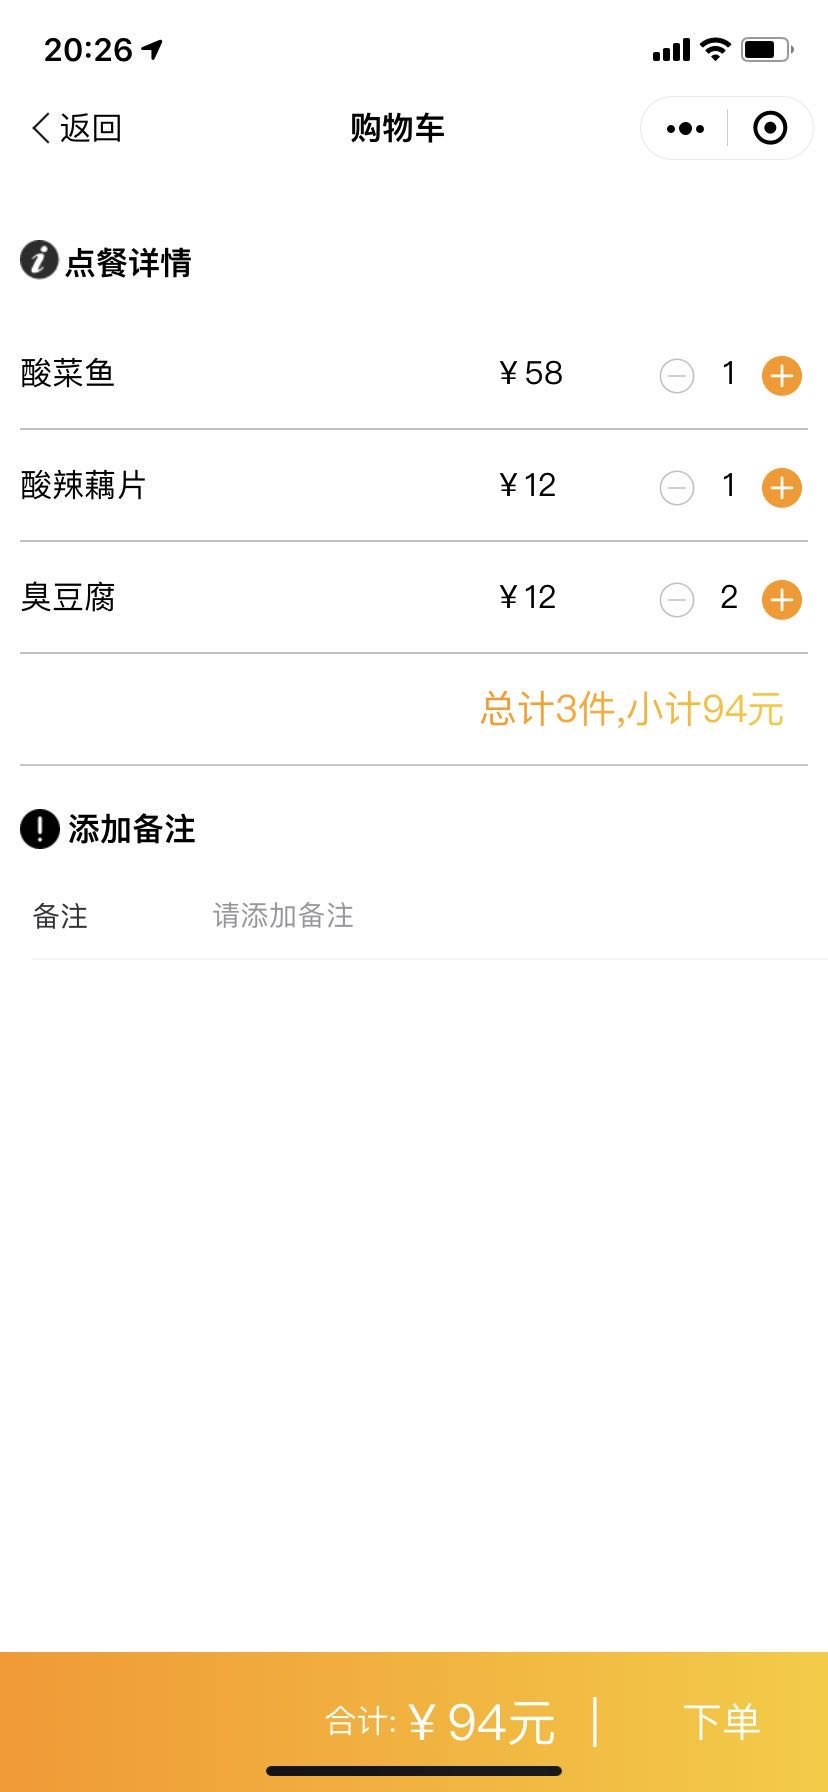 20:26
返回 购物车
点餐详情
酸菜鱼 ¥58 1
酸辣藕片 ¥12 1
臭豆腐 ¥12 2
总计3件,小计94元
添加备注
备注 请添加备注
合计: ¥94元 下单